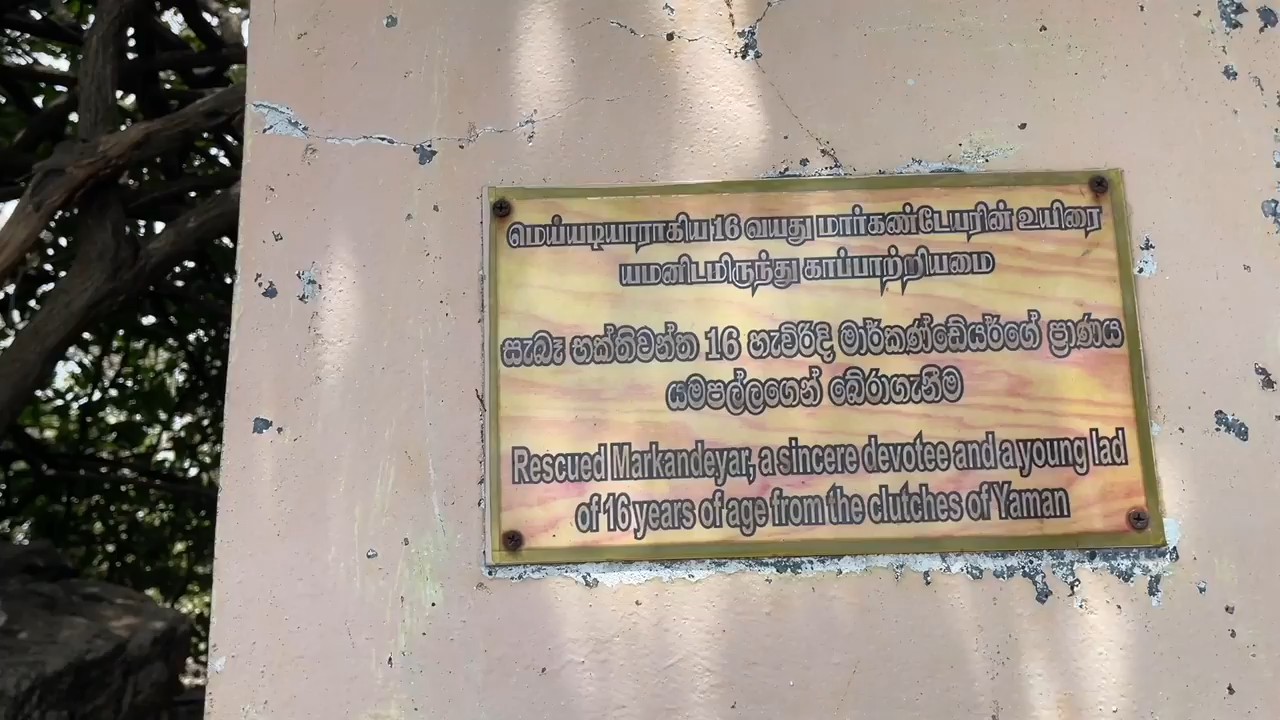 மெய்யடியாராகிய 16 வயது மார்கண்டேயரின் உயிரை
யமனிடமிருந்து காப்பாற்றியமை
සැබෑ භක්තිවන්ත 16 හැවිරිදි මාර්කණ්ඩේයර්ගේ ප්‍රාණය
යමපල්ලගෙන් බේරාගැනීම
Rescued Markandeyar, a sincere devotee and a young lad
of 16 years of age from the clutches of Yaman